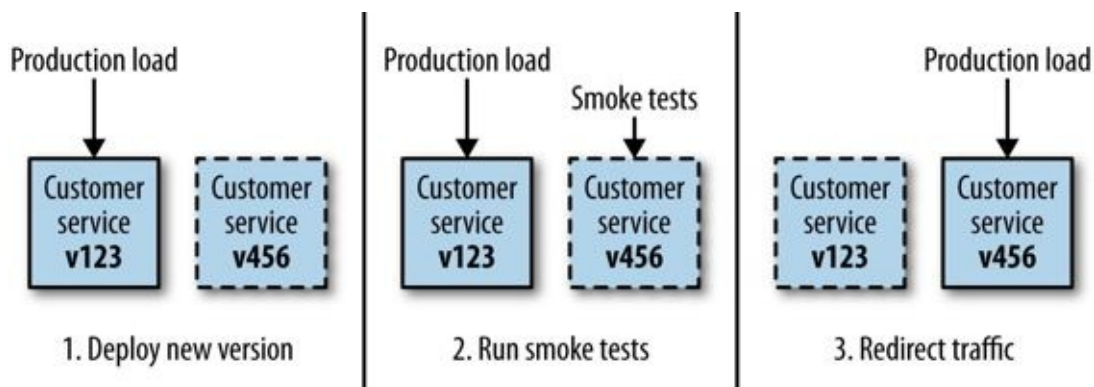 Production load
Customer
service
v123
Customer
service
v456
1. Deploy new version
Production load
Smoke tests
Customer
service
v123
Customer
service
v456
2. Run smoke tests
Production load
Customer
service
v123
Customer
service
v456
3. Redirect traffic